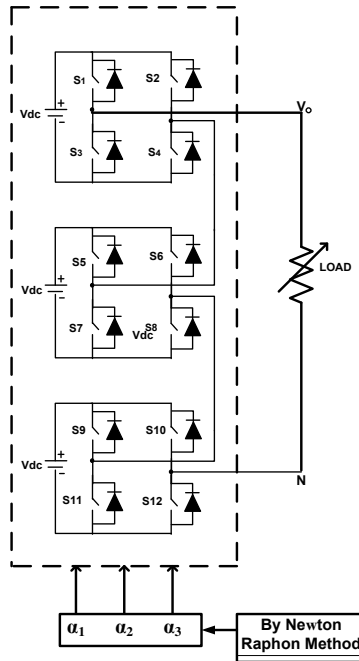 S1
S2
+
Vdc
−
Vo
S3
S4
S5
S6
+
Vdc
−
LOAD
S7
S8
Vdc
S9
S10
+
Vdc
−
S11
S12
N
α1 α2 α3
By Newton
Raphon Method